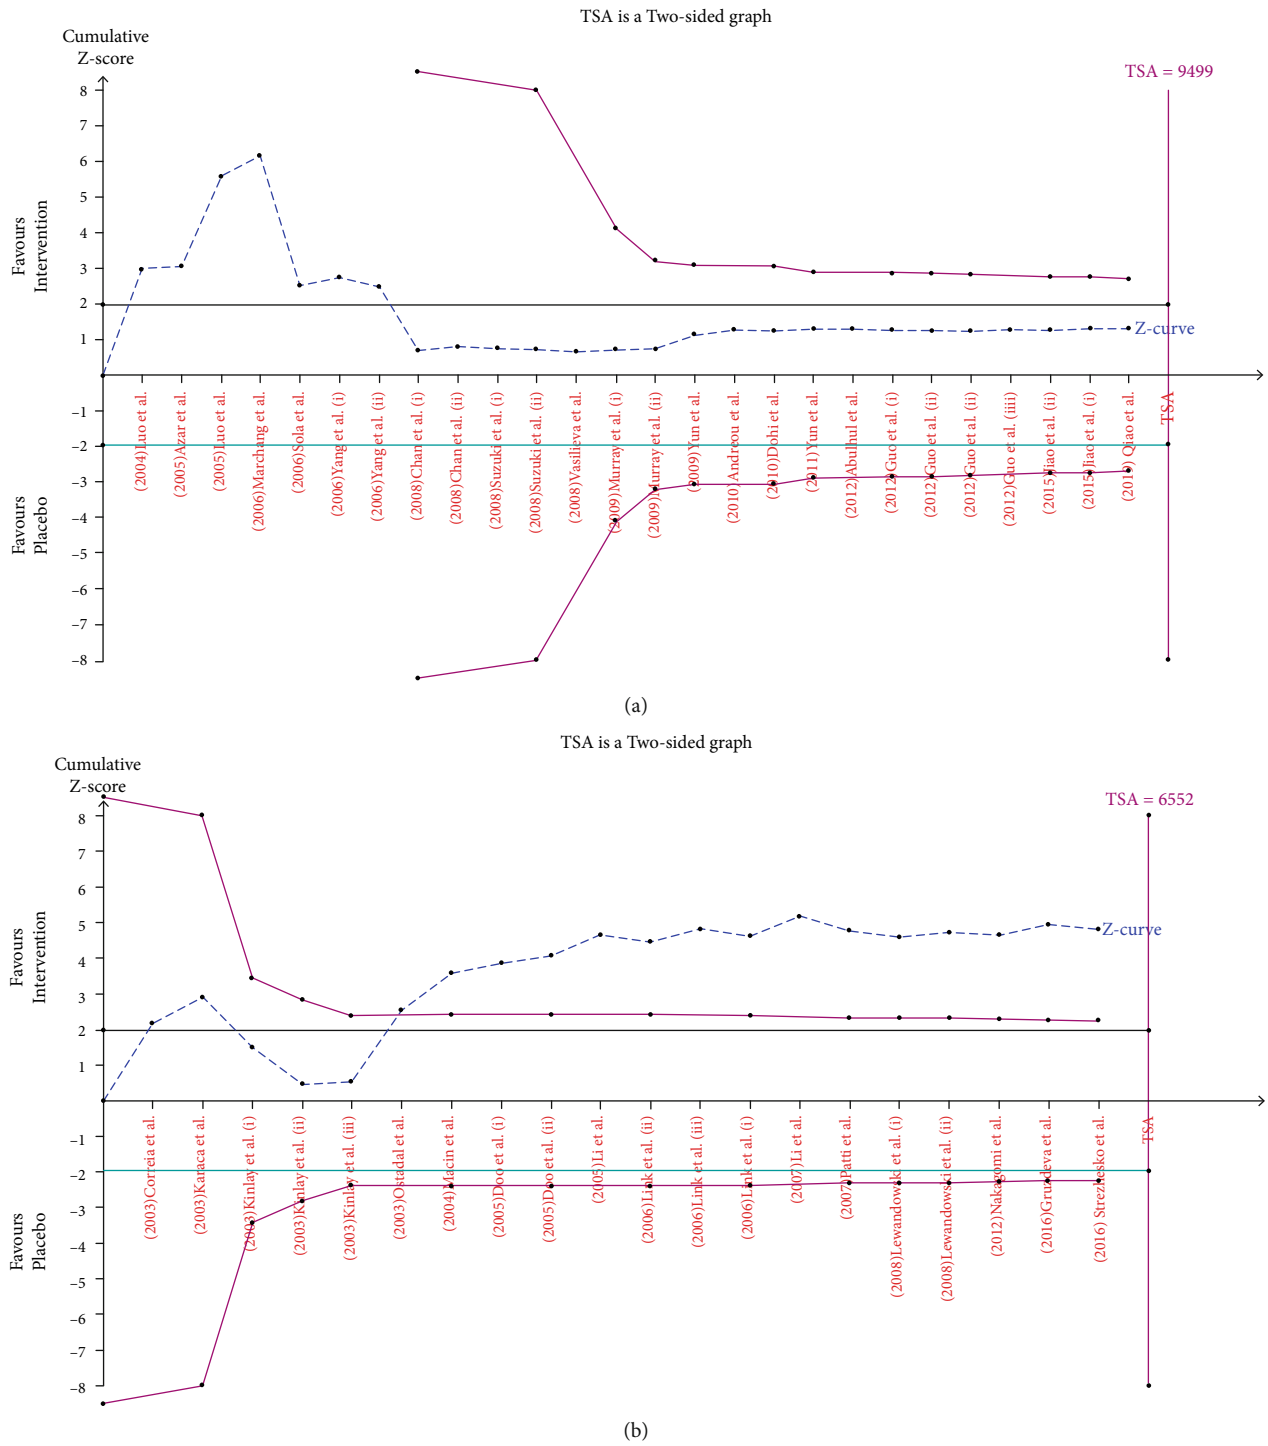 TSA is a Two-sided graph
Cumulative
Z-score
TSA = 9499
8
7
6
5
4
3
2
1
−1
−2
−3
−4
−5
−6
−7
−8
Favours
Intervention
Favours
Placebo
Z-curve
(2004)Luo et al.
(2005)Azar et al.
(2005)Luo et al.
(2006)Marchang et al.
(2006)Sola et al.
(2006)Yang et al. (i)
(2006)Yang et al. (ii)
(2008)Chan et al. (i)
(2008)Chan et al. (ii)
(2008)Suzuki et al. (i)
(2008)Suzuki et al. (ii)
(2008)Vasilieva et al.
(2009)Murray et al. (i)
(2009)Murray et al. (ii)
(2009)Yun et al.
(2010)Andreou et al.
(2010)Dohi et al.
(2011)Yun et al.
(2012)Abulhul et al.
(2012)Guo et al. (i)
(2012)Guo et al. (ii)
(2012)Guo et al. (ii)
(2012)Guo et al. (iiii)
(2015)Jiao et al. (ii)
(2015)Jiao et al. (i)
Qiao et al.
TSA
(a)
TSA is a Two-sided graph
Cumulative
Z-score
TSA = 6552
8
7
6
5
4
3
2
1
−1
−2
−3
−4
−5
−6
−7
−8
Favours
Intervention
Favours
Placebo
Z-curve
(2003)Correia et al.
(2003)Karaca et al.
(2003)Kinlay et al. (i)
(2003)Kinlay et al. (ii)
(2003)Kinlay et al. (iii)
(2003)Ostadal et al.
(2004)Macin et al.
(2005)Doo et al. (i)
(2005)Doo et al. (ii)
(2005)Li et al.
(2006)Link et al. (ii)
(2006)Link et al. (iii)
(2006)Link et al. (i)
(2007)Li et al.
(2007)Patti et al.
(2008)Lewandowski et al. (i)
(2008)Lewandowski et al. (ii)
(2012)Nakagomi et al.
(2016)Gruzdeva et al.
(2016) Strezhesko et al.
TSA
(b)